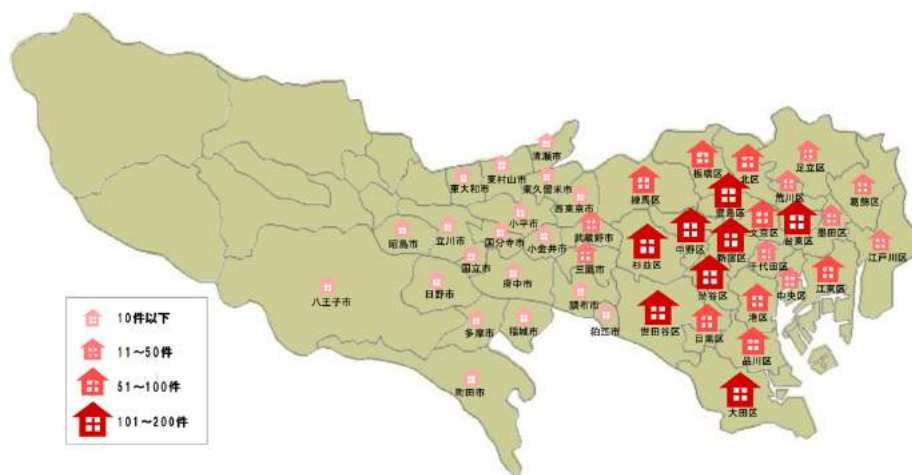 清瀬市
東村山市
東大和市
東久留米市
西東京市
小平市
昭島市
立川市
国分寺市
小金井市
武蔵野市
国立市
三鷹市
八王子市
日野市
府中市
調布市
多摩市
稲城市
狛江市
町田市
板橋区
北区
足立区
練馬区
荒川区
葛飾区
豊島区
文京区
台東区
墨田区
中野区
新宿区
杉並区
千代田区
江戸川区
渋谷区
中央区
江東区
世田谷区
目黒区
港区
品川区
大田区
10件以下
11～50件
51～100件
101～200件